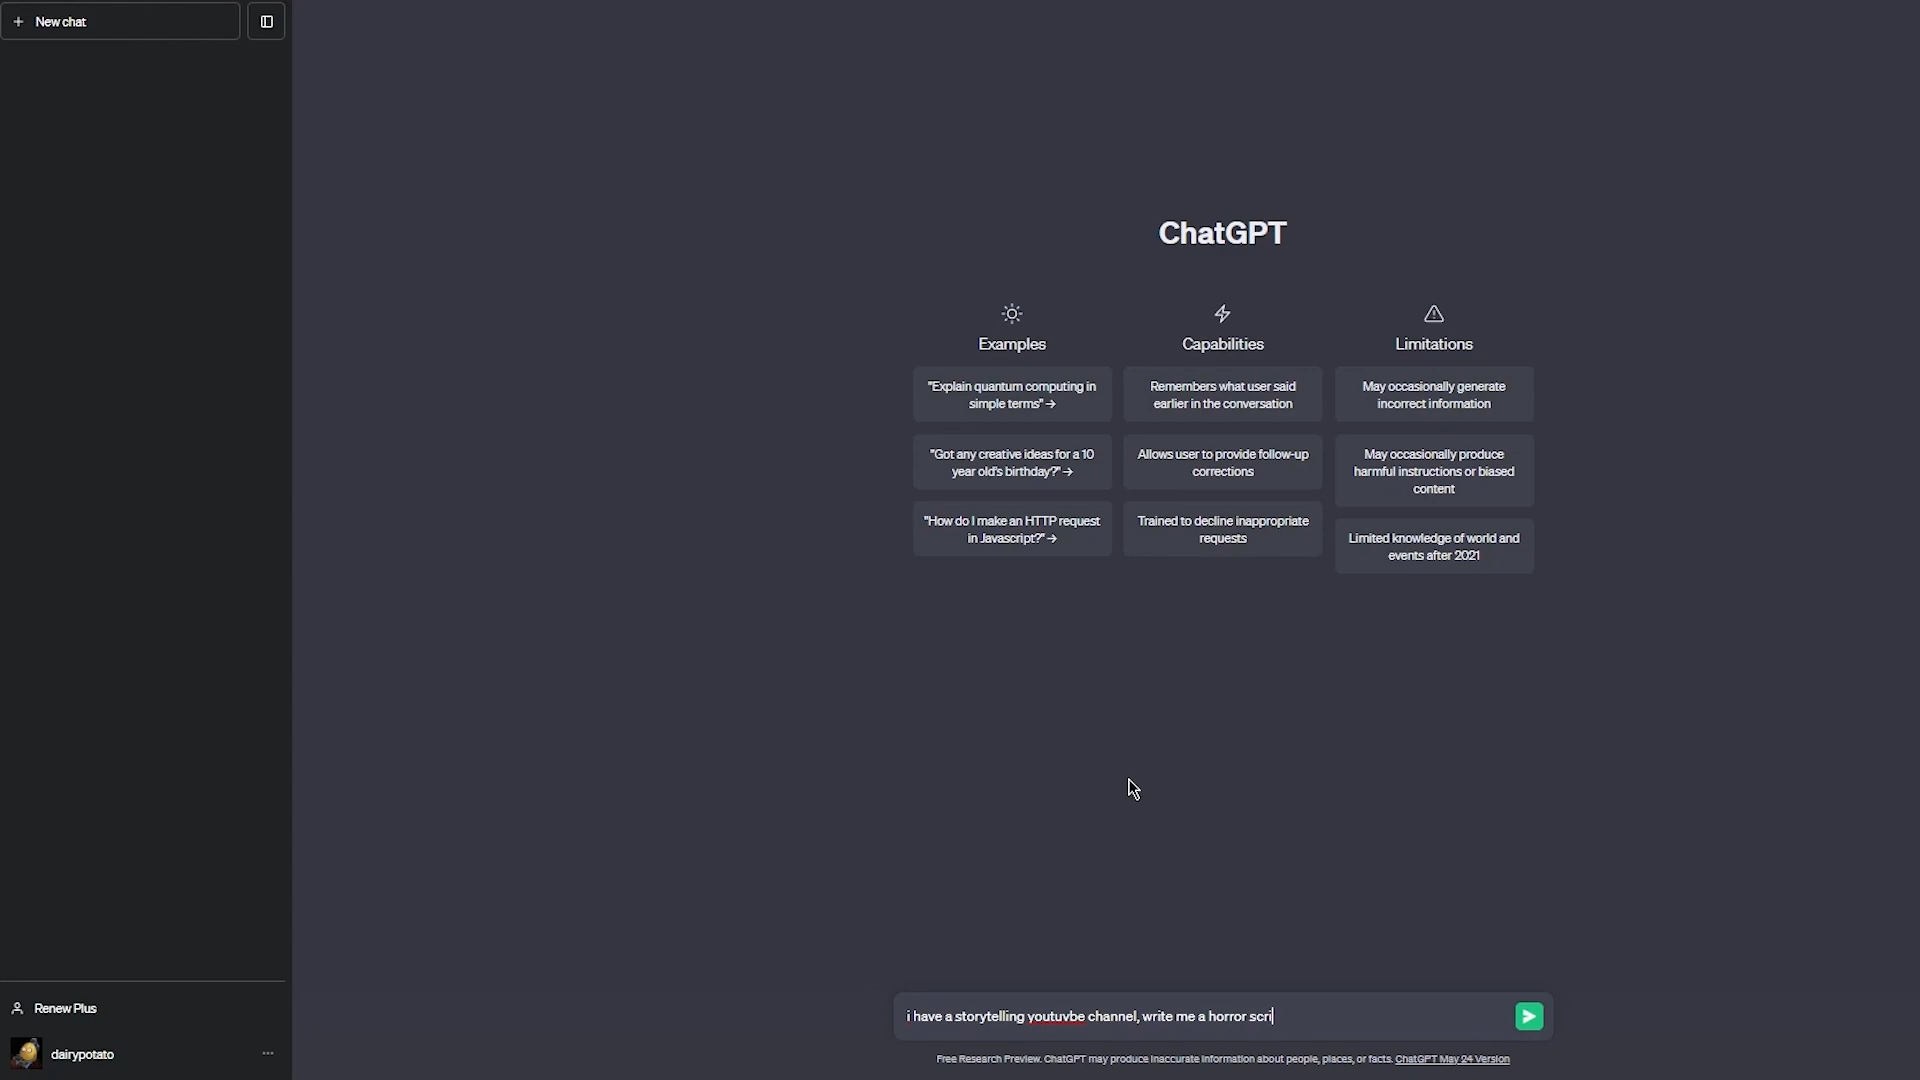 New chat
ChatGPT
Examples
"Explain quantum computing in
simple terms" →
"Got any creative ideas for a 10
year old's birthday?" →
"How do I make an HTTP request
in Javascript?" →
Capabilities
Remembers what user said
earlier in the conversation
Allows user to provide follow-up
corrections
Trained to decline inappropriate
requests
Limitations
May occasionally generate
incorrect information
May occasionally produce
harmful instructions or biased
content
Limited knowledge of world and
events after 2021
i have a storytelling youtuvbe channel, write me a horror scri
Free Research Preview. ChatGPT may produce inaccurate information about people, places, or facts. ChatGPT May 24 Version
Renew Plus
dairypotato